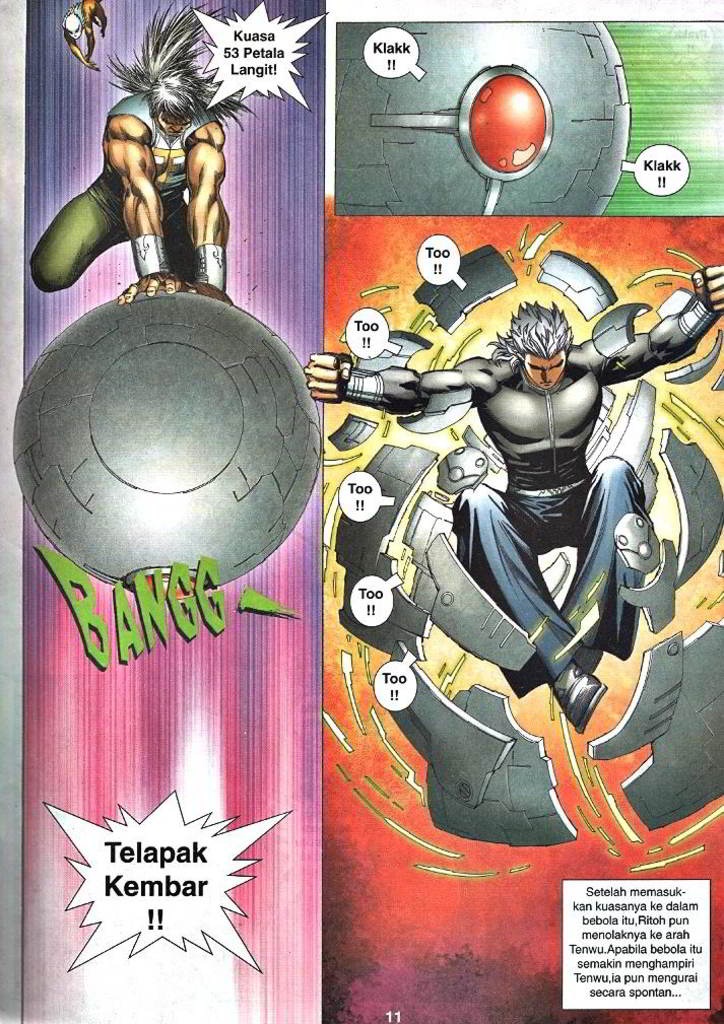 Kuasa
53 Petala
Langit!
BANGG
Telapak
Kembar
!!
Klakk
!!
Klakk
!!
Too
!!
Too
!!
Too
!!
Too
!!
Too
!!
Setelah memasuk-
kan kuasanya ke dalam
bebola itu,Ritoh pun
menolaknya ke arah
Tenwu.Apabila bebola itu
semakin menghampiri
Tenwu,ia pun mengurai
secara spontan...
11